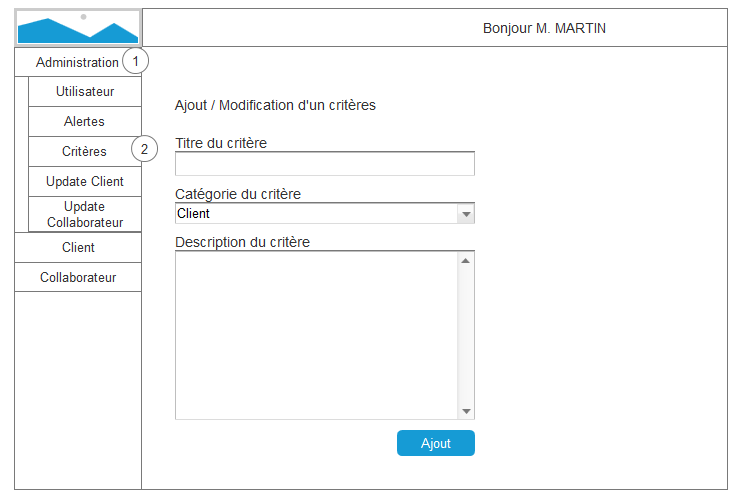 Bonjour M. MARTIN
Administration
1
Utilisateur
Alertes
Critères
2
Update Client
Update
Collaborateur
Client
Collaborateur
Ajout / Modification d'un critères
Titre du critère
Catégorie du critère
Client
Description du critère
Ajout